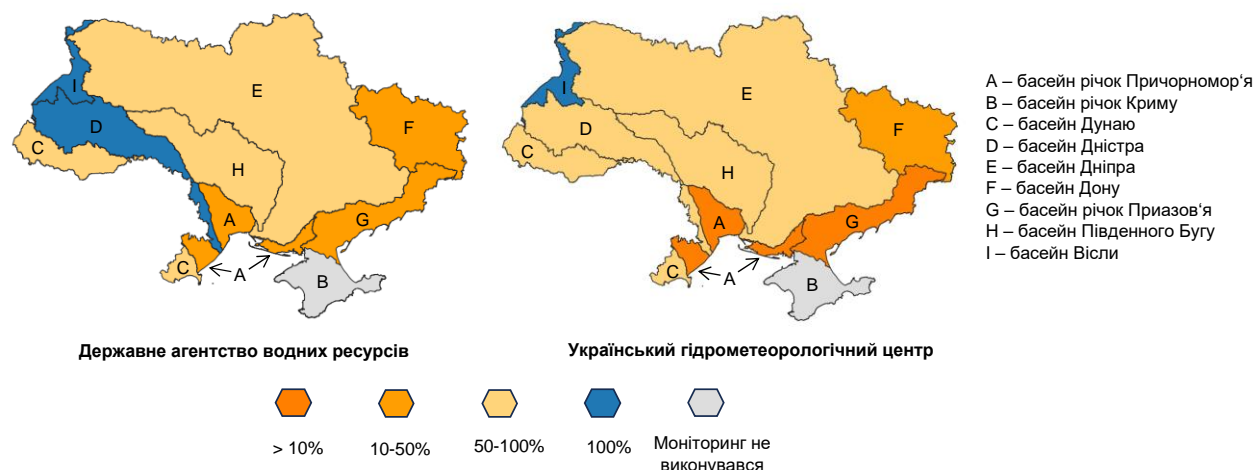 I
E
D
F
C
H
A
G
C
A
B
I
E
D
F
C
H
A
G
C
A
B
А – басейн річок Причорномор‘я
В – басейн річок Криму
С – басейн Дунаю
D – басейн Дністра
Е – басейн Дніпра
F – басейн Дону
G – басейн річок Приазов‘я
H – басейн Південного Бугу
I – басейн Вісли
Державне агентство водних ресурсів
Український гідрометеорологічний центр
> 10%
10-50%
50-100%
100%
Моніторинг не
виконувався